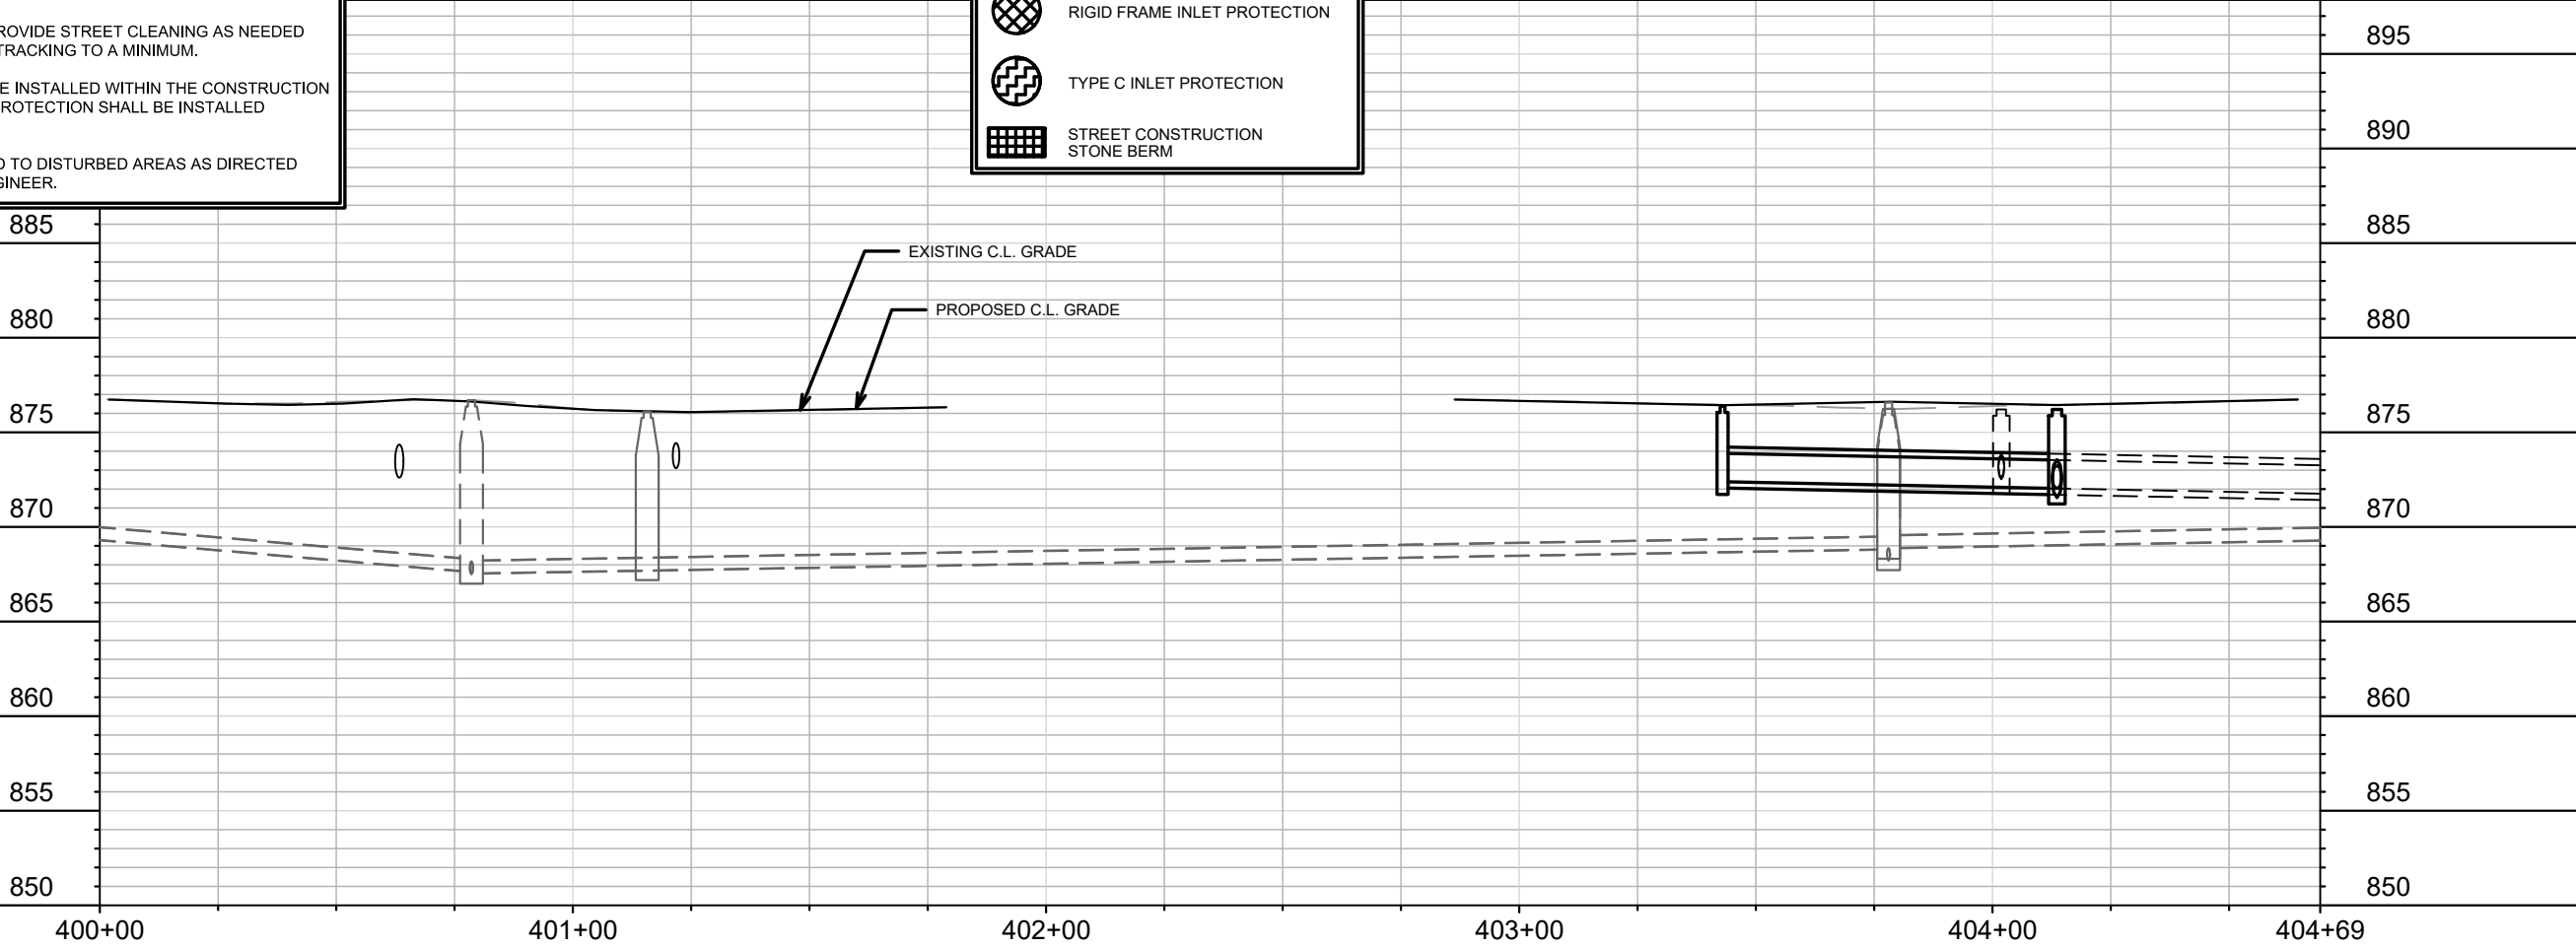 ROVIDE STREET CLEANING AS NEEDED
TRACKING TO A MINIMUM.
E INSTALLED WITHIN THE CONSTRUCTION
ROTECTION SHALL BE INSTALLED
TO DISTURBED AREAS AS DIRECTED
GINEER.
RIGID FRAME INLET PROTECTION
TYPE C INLET PROTECTION
STREET CONSTRUCTION
STONE BERM
EXISTING C.L. GRADE
PROPOSED C.L. GRADE
885
880
875
870
865
860
855
850
895
890
885
880
875
870
865
860
855
850
400+00
401+00
402+00
403+00
404+00
404+69